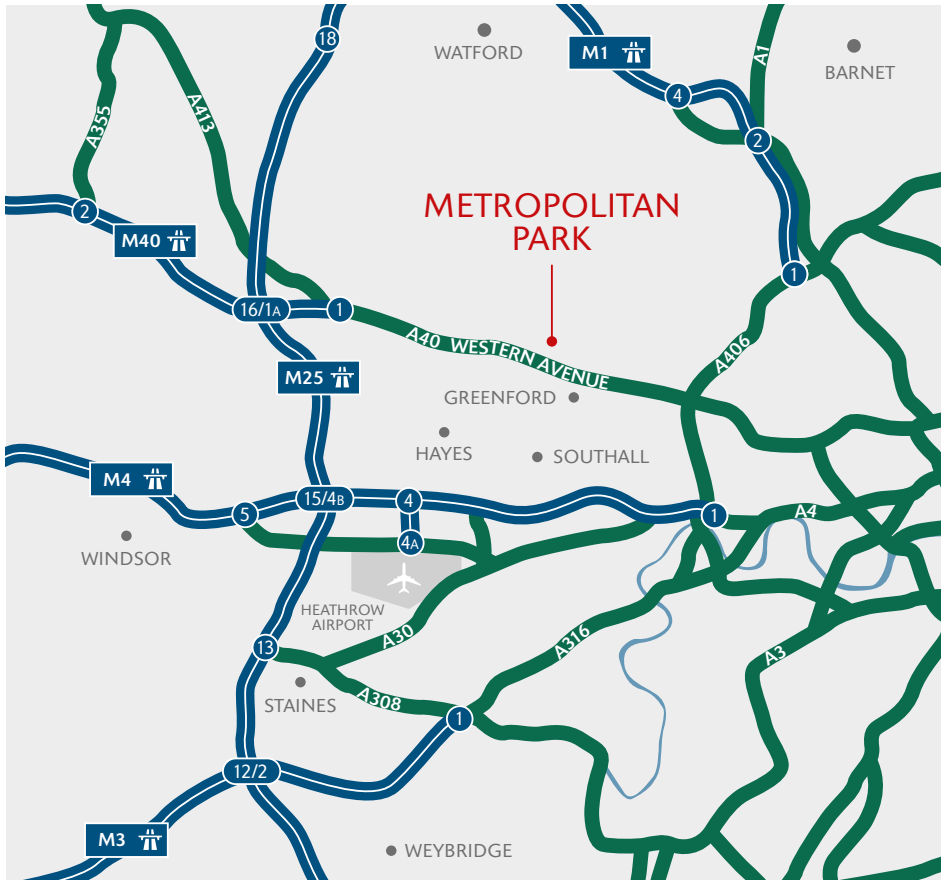 18
WATFORD
M1
A1
BARNET
4
A413
A355
2
2
METROPOLITAN
PARK
M40
1
16/1A
1
A40 WESTERN AVENUE
A406
M25
GREENFORD
HAYES
SOUTHALL
M4
15/4B
4
5
1
A4
4A
WINDSOR
HEATHROW
AIRPORT
A30
A316
13
A3
STAINES
A308
1
12/2
M3
WEYBRIDGE